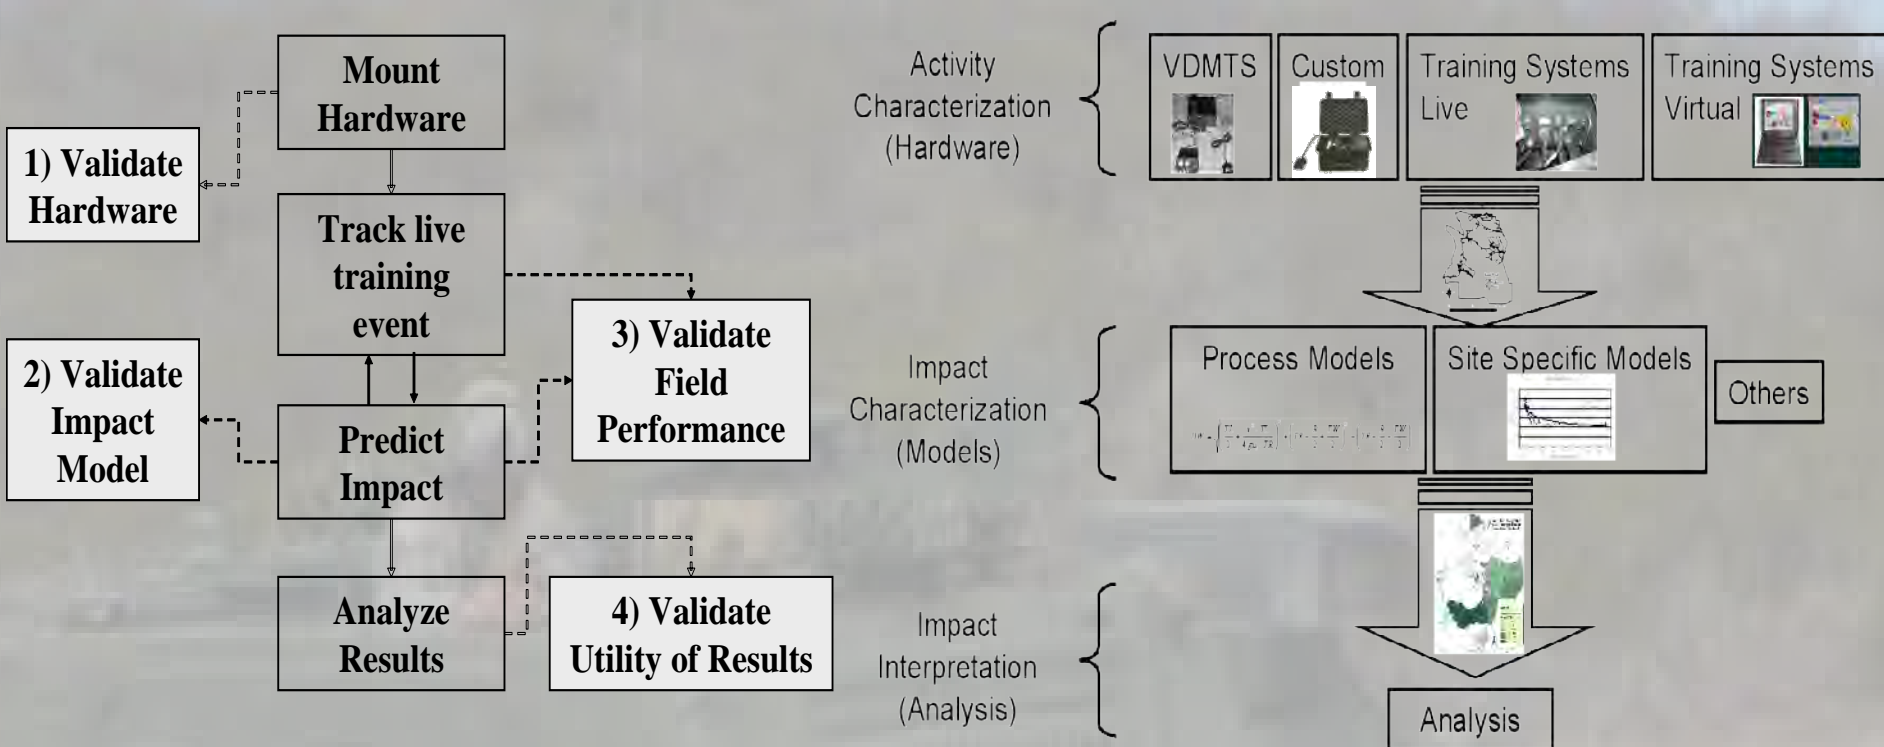 Mount
Hardware
1) Validate
Hardware
Track live
training
event
2) Validate
Impact
Model
3) Validate
Field
Performance
Predict
Impact
Analyze
Results
4) Validate
Utility of Results
Activity
Characterization
(Hardware)
VDMTS
Custom
Training Systems
Live
Training Systems
Virtual
Impact
Characterization
(Models)
Process Models
Site Specific Models
Others
Impact
Interpretation
(Analysis)
Analysis